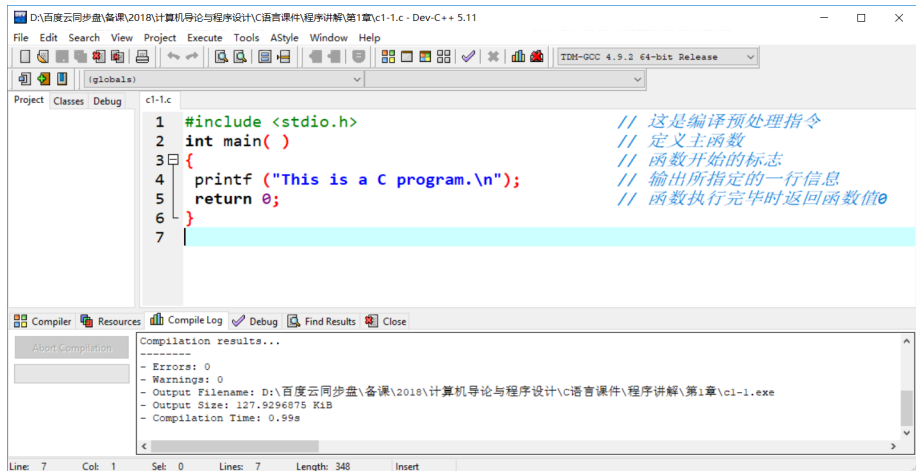 D:\百度云同步盘\备课\2018\计算机导论与程序设计\C语言课件\程序讲解\第1章\c1-1.c - Dev-C++ 5.11
File Edit Search View Project Execute Tools AStyle Window Help
TDM-GCC 4.9.2 64-bit Release
(globals)
Project Classes Debug c1-1.c
1 #include <stdio.h> // 这是编译预处理指令
2 int main( ) // 定义主函数
3 { // 函数开始的标志
4 printf ("This is a C program.\n"); // 输出所指定的一行信息
5 return 0; // 函数执行完毕时返回函数值0
6 }
7
Compiler Resources Compile Log Debug Find Results Close
Abort Compilation
Compilation results...
--------
- Errors: 0
- Warnings: 0
- Output Filename: D:\百度云同步盘\备课\2018\计算机导论与程序设计\C语言课件\程序讲解\第1章\c1-1.exe
- Output Size: 127.9296875 KiB
- Compilation Time: 0.99s
Line: 7 Col: 1 Sel: 0 Lines: 7 Length: 348 Insert